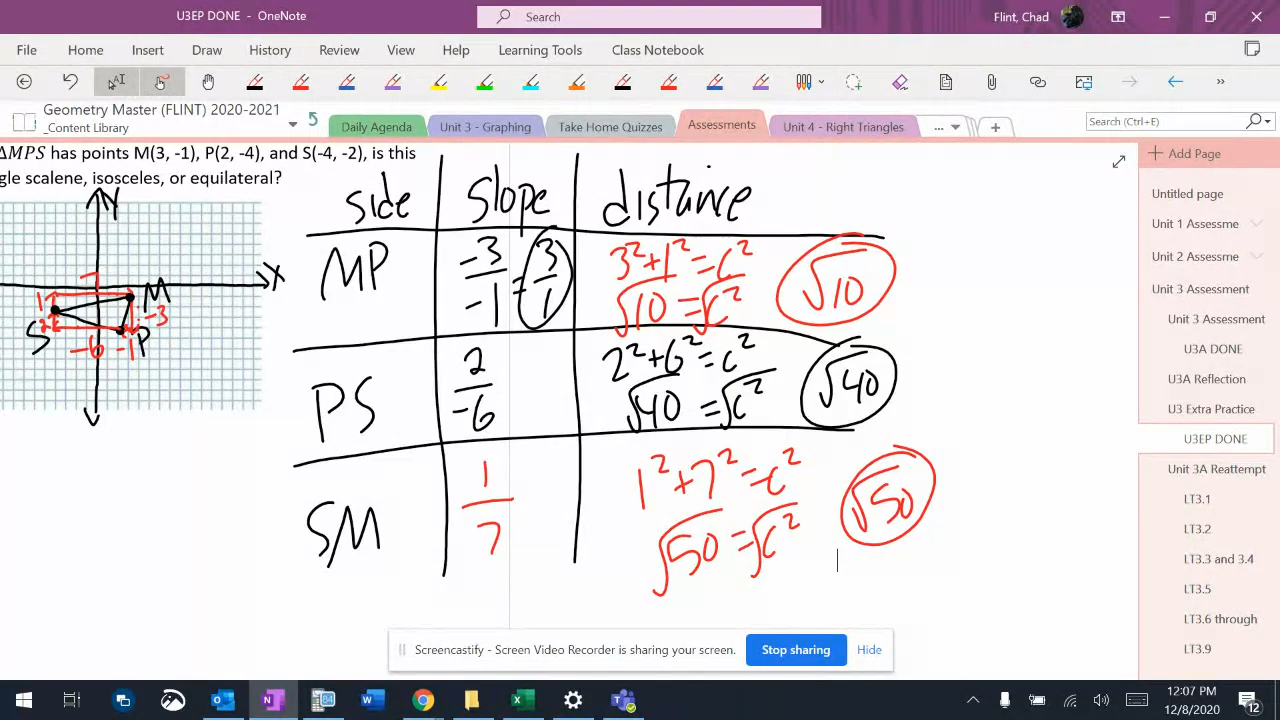 U3EP DONE - OneNote
Search
Flint, Chad
File Home Insert Draw History Review View Help Learning Tools Class Notebook
Geometry Master (FLINT) 2020-2021
_Content Library
Daily Agenda
Unit 3 - Graphing
Take Home Quizzes
Assessments
Unit 4 - Right Triangles
...
+
Search (Ctrl+E)
ΔMPS has points M(3, -1), P(2, -4), and S(-4, -2), is this
gle scalene, isosceles, or equilateral?
Y
X
M
S
P
7
1
2
-6
-1
-3
side slope distance
MP -3/-1 = 3/1 3²+1²=c² √10
√10 = √c²
PS 2/-6 2²+6²=c² √40
√40 = √c²
SM 1/7 1²+7²=c² √50
√50 = √c²
Add Page
Untitled page
Unit 1 Assessme
Unit 2 Assessme
Unit 3 Assessment
Unit 3 Assessment
U3A DONE
U3A Reflection
U3 Extra Practice
U3EP DONE
Unit 3A Reattempt
LT3.1
LT3.2
LT3.3 and 3.4
LT3.5
LT3.6 through
LT3.9
Screencastify - Screen Video Recorder is sharing your screen.
Stop sharing
Hide
84
12:07 PM
12/8/2020
12